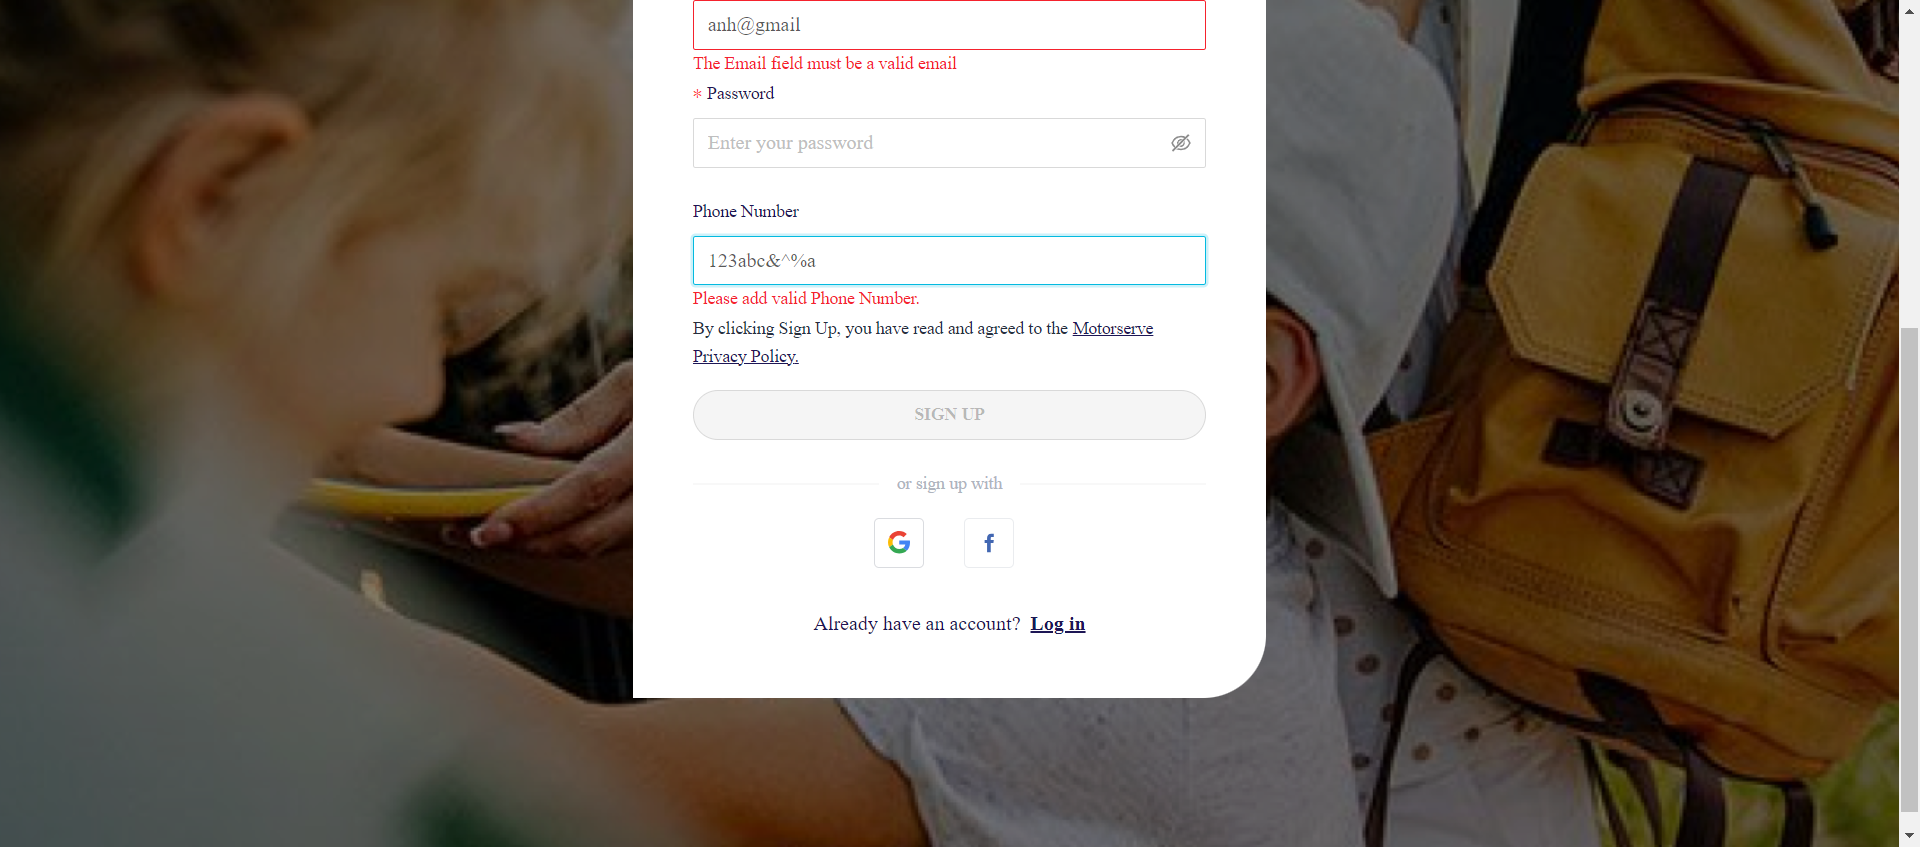 anh@gmail
The Email field must be a valid email
* Password
Enter your password
Phone Number
123abc&^%a
Please add valid Phone Number.
By clicking Sign Up, you have read and agreed to the Motorserve
Privacy Policy.
SIGN UP
or sign up with
Already have an account? Log in